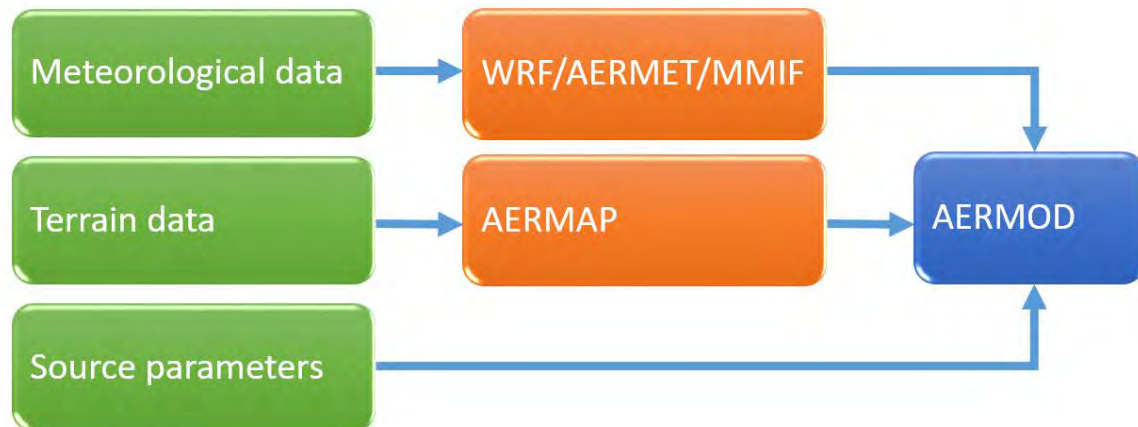 Meteorological data
WRF/AERMET/MMIF
Terrain data
AERMAP
AERMOD
Source parameters